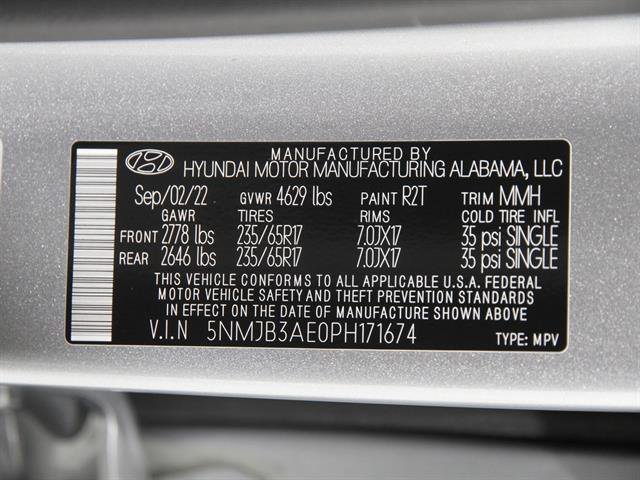 MANUFACTURED BY
HYUNDAI MOTOR MANUFACTURING ALABAMA, LLC
Sep/02/22 GVWR 4629 lbs PAINT R2T TRIM MMH
GAWR TIRES RIMS COLD TIRE INFL
FRONT 2778 lbs 235/65R17 7.0JX17 35 psi SINGLE
REAR 2646 lbs 235/65R17 7.0JX17 35 psi SINGLE
THIS VEHICLE CONFORMS TO ALL APPLICABLE U.S.A. FEDERAL
MOTOR VEHICLE SAFETY AND THEFT PREVENTION STANDARDS
IN EFFECT ON THE DATE OF MANUFACTURE SHOWN ABOVE
V.I.N 5NMJB3AE0PH171674 TYPE: MPV